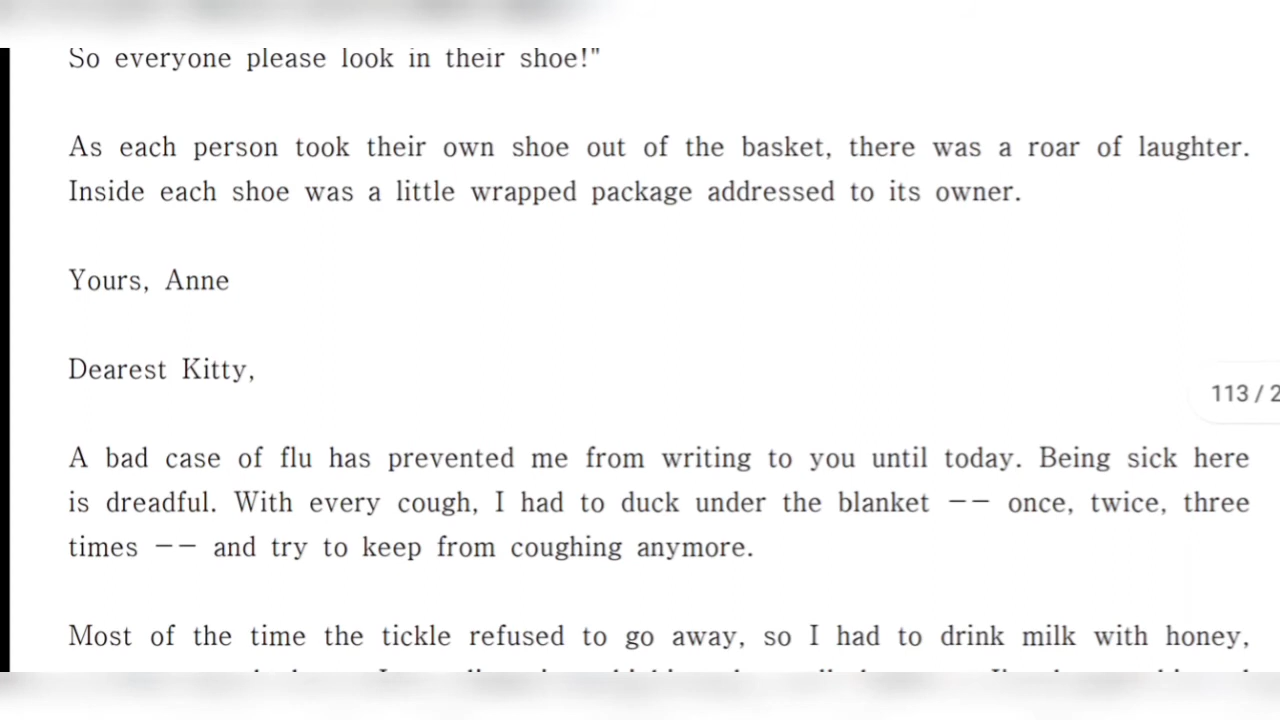 So everyone please look in their shoe!"
As each person took their own shoe out of the basket, there was a roar of laughter.
Inside each shoe was a little wrapped package addressed to its owner.
Yours, Anne
Dearest Kitty,
113 / 2
A bad case of flu has prevented me from writing to you until today. Being sick here
is dreadful. With every cough, I had to duck under the blanket -- once, twice, three
times -- and try to keep from coughing anymore.
Most of the time the tickle refused to go away, so I had to drink milk with honey,